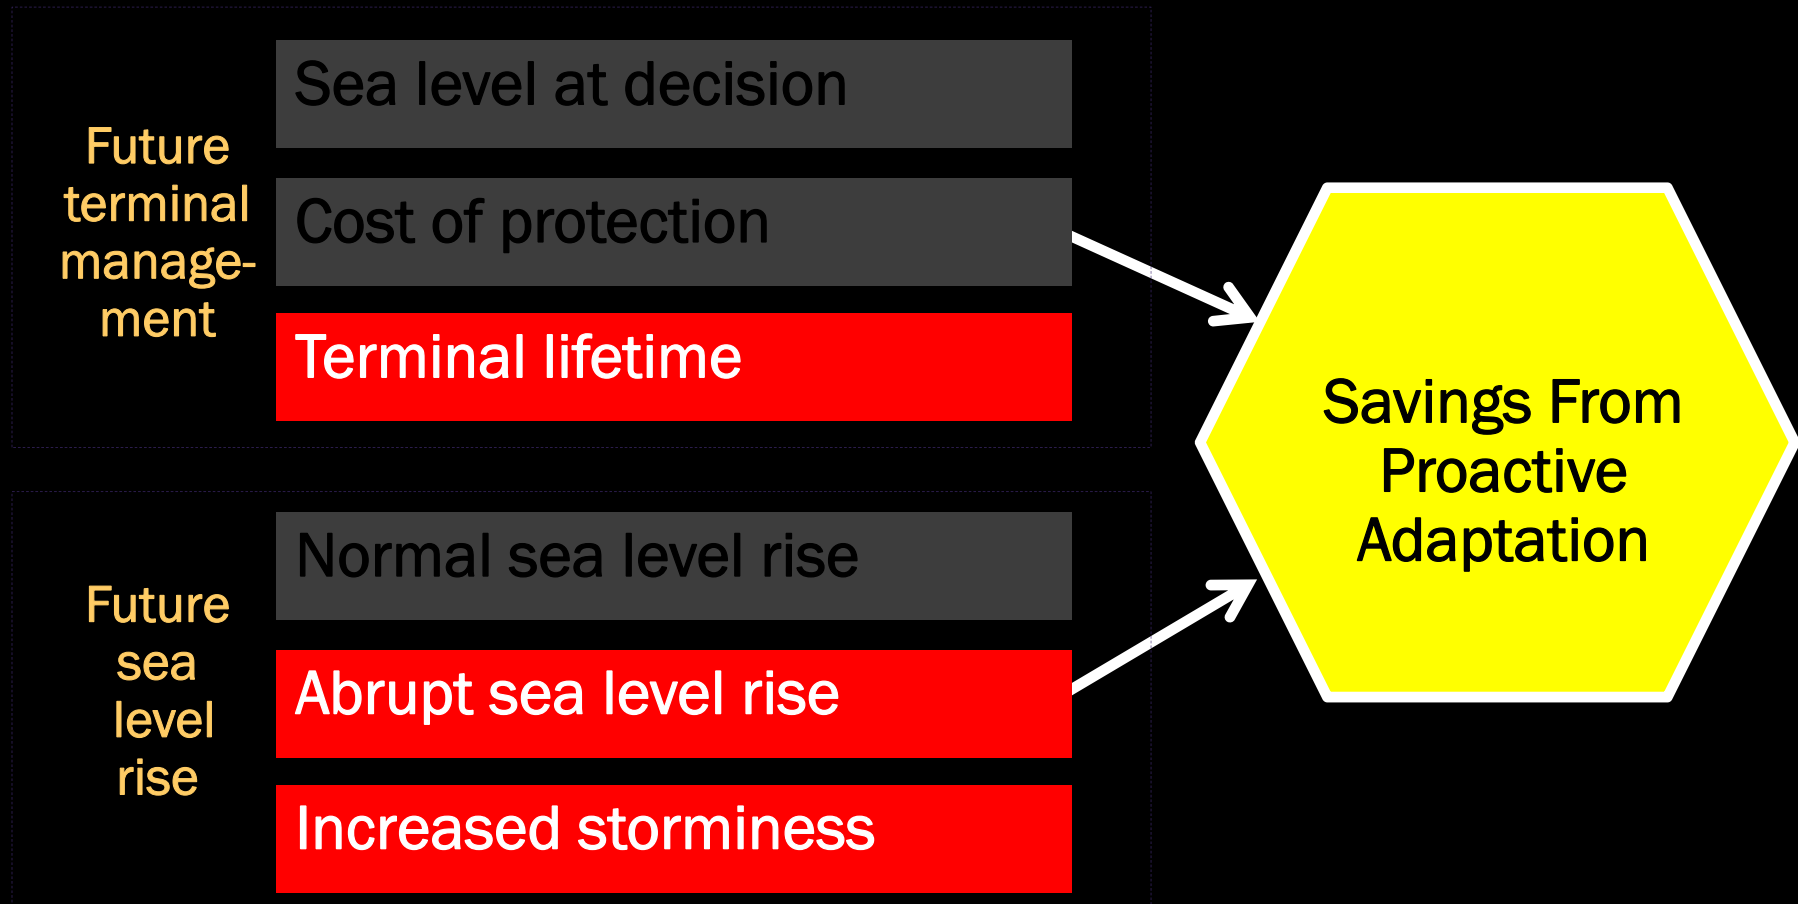 Future
terminal
manage-
ment
Sea level at decision
Cost of protection
Terminal lifetime
Future
sea
level
rise
Normal sea level rise
Abrupt sea level rise
Increased storminess
Savings From
Proactive
Adaptation